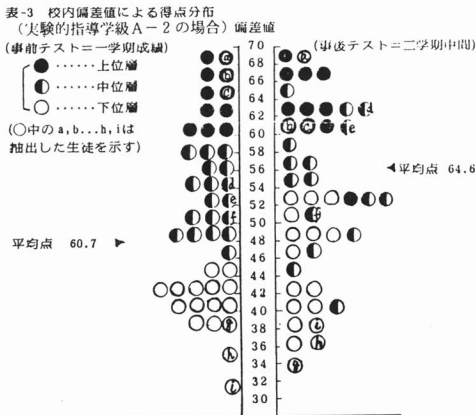 表-3 校内偏差値による得点分布
(実験的指導学級A-2の場合)
偏差値
(事前テスト=一学期成績)
(事後テスト=二学期中間)
●……上位層
◐……中位層
○……下位層
(○中のa,b...h,iは
抽出した生徒を示す)
平均点 60.7
平均点 64.6
70
68
66
64
62
60
58
56
54
52
50
48
46
44
42
40
38
36
34
32
30
a
b
c
d
e
f
g
h
i
d
e
f
i
h
g